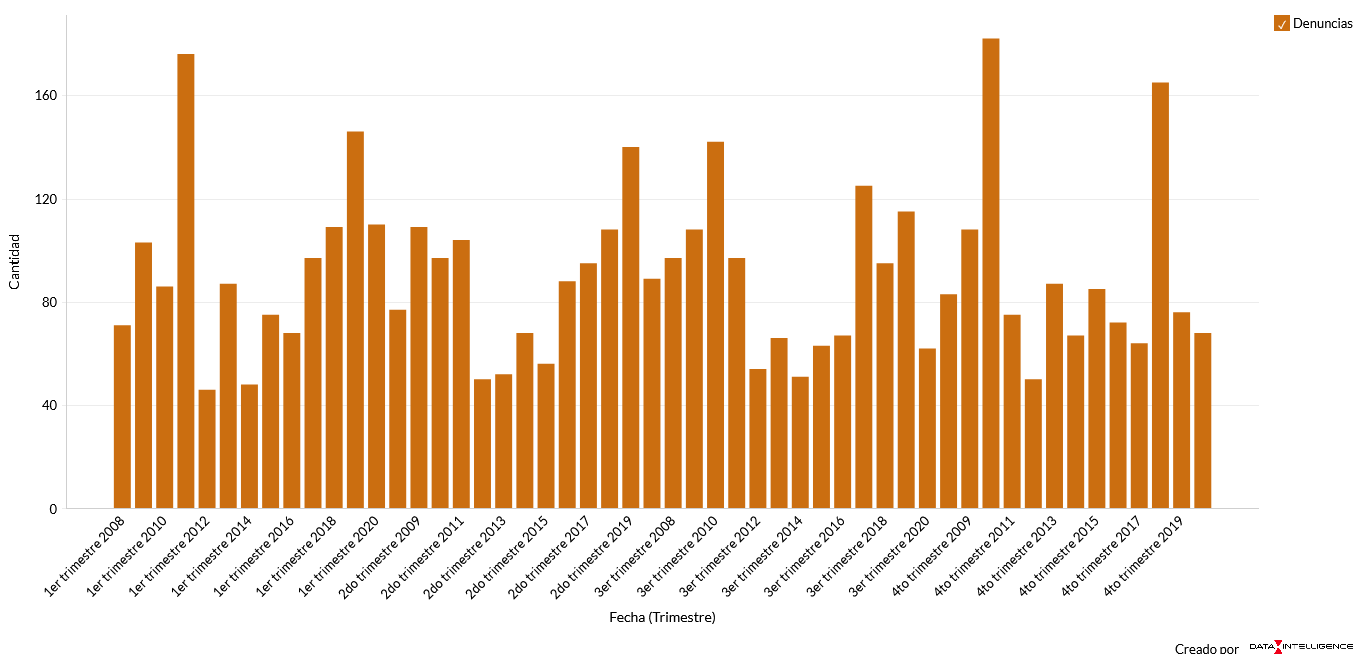 ✓ Denuncias
Cantidad
160
120
80
40
0
1er trimestre 2008
1er trimestre 2010
1er trimestre 2012
1er trimestre 2014
1er trimestre 2016
1er trimestre 2018
1er trimestre 2020
2do trimestre 2009
2do trimestre 2011
2do trimestre 2013
2do trimestre 2015
2do trimestre 2017
2do trimestre 2019
3er trimestre 2008
3er trimestre 2010
3er trimestre 2012
3er trimestre 2014
3er trimestre 2016
3er trimestre 2018
3er trimestre 2020
4to trimestre 2009
4to trimestre 2011
4to trimestre 2013
4to trimestre 2015
4to trimestre 2017
4to trimestre 2019
Fecha (Trimestre)
Creado por DATA INTELLIGENCE